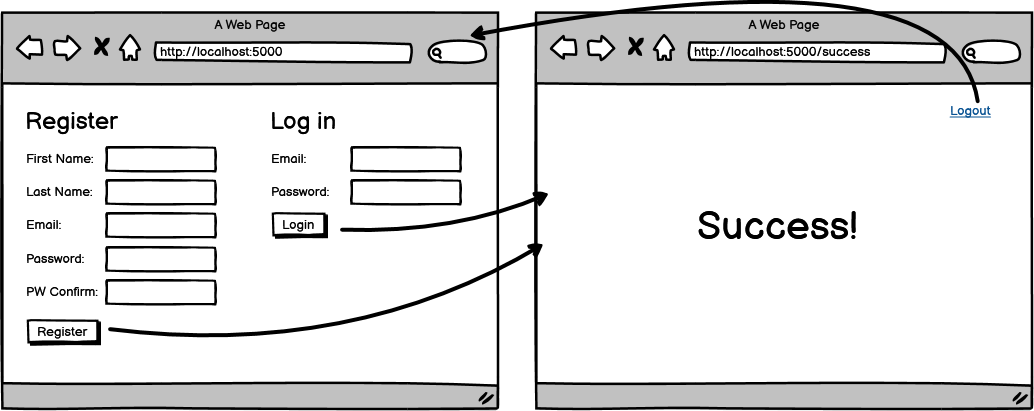 A Web Page
http://localhost:5000
Register
First Name:
Last Name:
Email:
Password:
PW Confirm:
Register
Log in
Email:
Password:
Login
A Web Page
http://localhost:5000/success
Logout
Success!